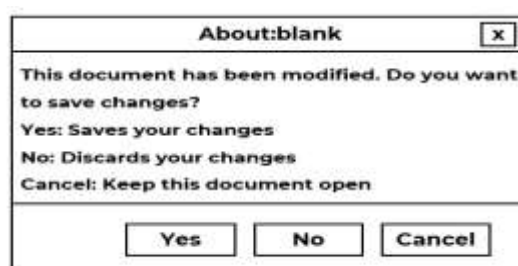 About:blank
x
This document has been modified. Do you want
to save changes?
Yes: Saves your changes
No: Discards your changes
Cancel: Keep this document open
Yes No Cancel